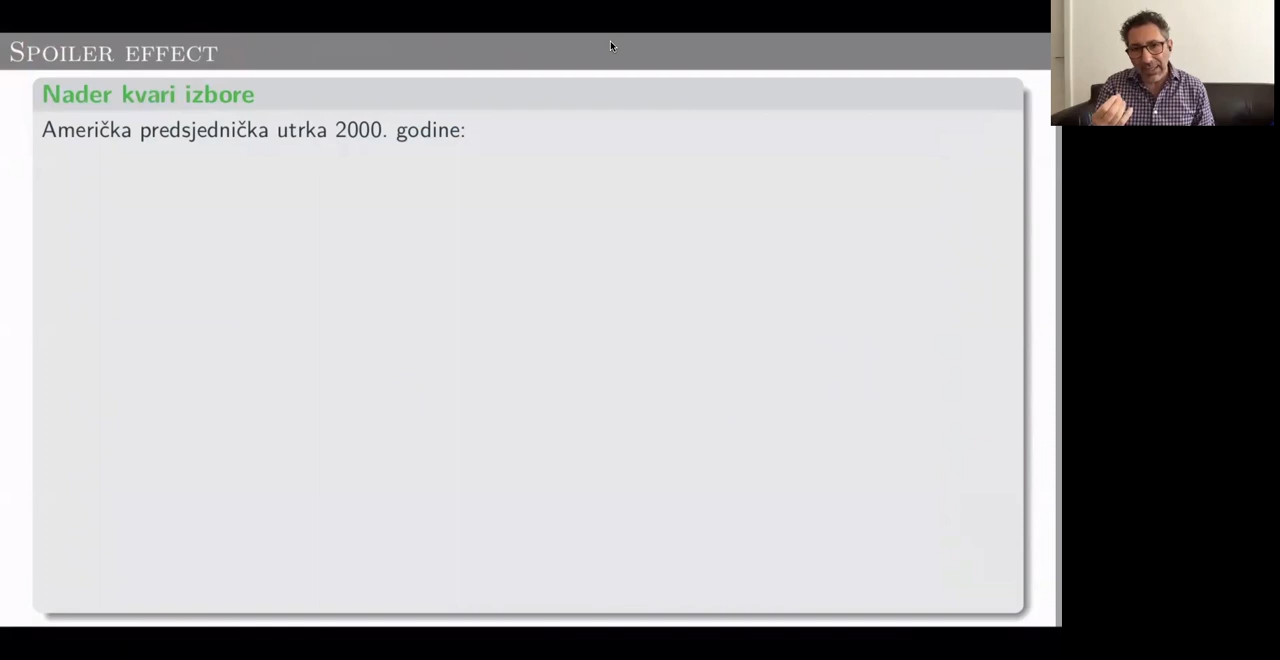 Spoiler effect
Nader kvari izbore
Američka predsjednička utrka 2000. godine: